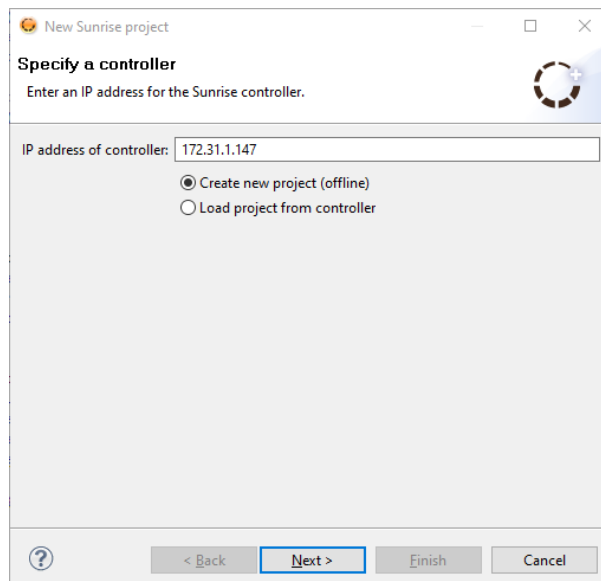 New Sunrise project
Specify a controller
Enter an IP address for the Sunrise controller.
IP address of controller: 172.31.1.147
Create new project (offline)
Load project from controller
? < Back Next > Finish Cancel